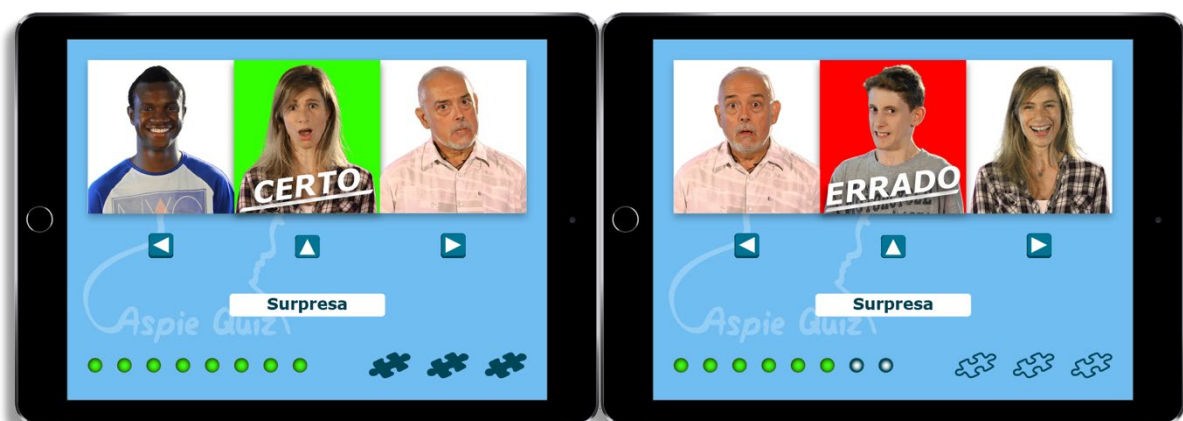 CERTO
Surpresa
Aspie Quiz
ERRADO
Surpresa
Aspie Quiz